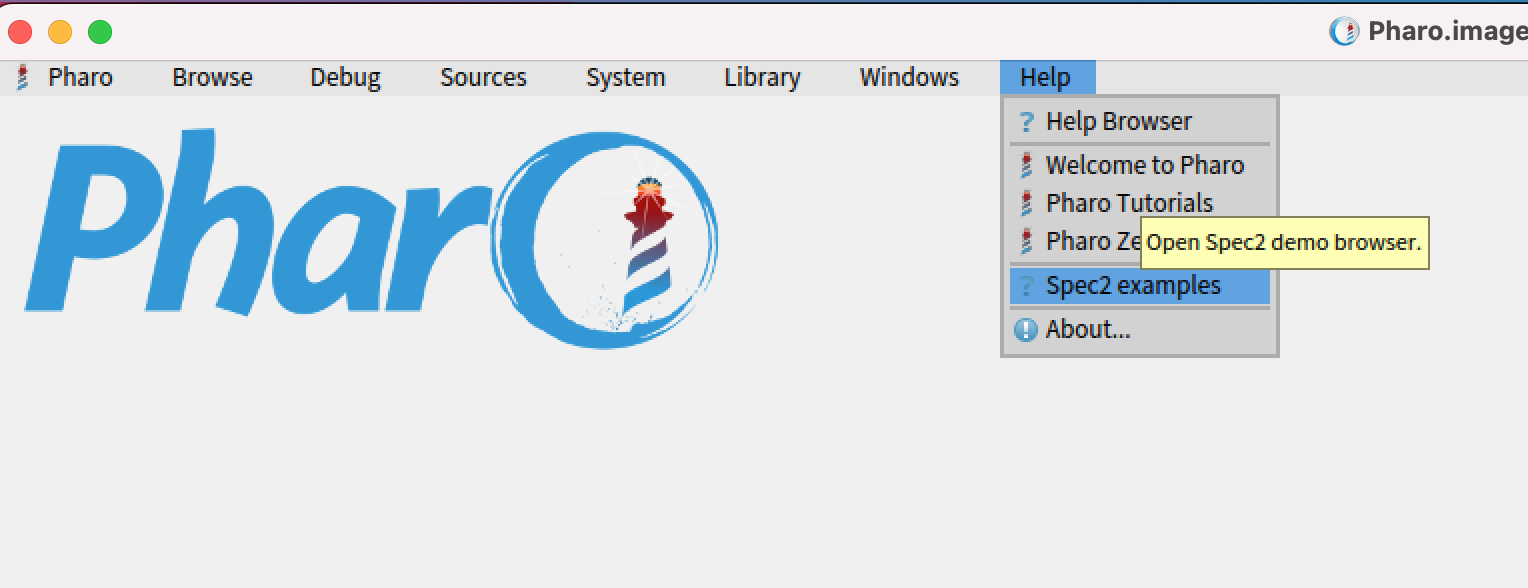 Pharo.image
Pharo Browse Debug Sources System Library Windows Help
Pharo
Help Browser
Welcome to Pharo
Pharo Tutorials
Pharo
Open Spec2 demo browser.
Spec2 examples
About...